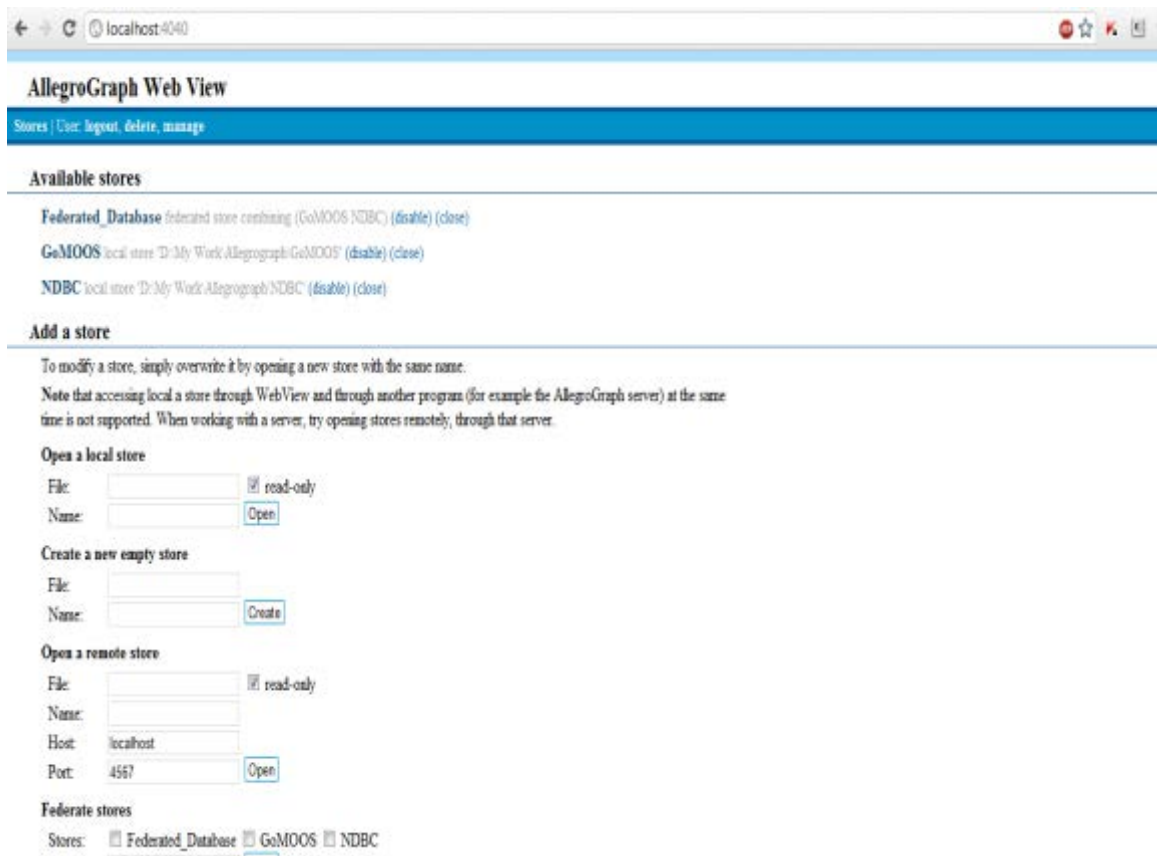 localhost:4040
AllegroGraph Web View
Stores | User: logout, delete, manage
Available stores
Federated_Database federated store combining (GoMOOS NDBC) (disable) (close)
GoMOOS local store 'D:\My Work\Allegrograph\GoMOOS' (disable) (close)
NDBC local store 'D:\My Work\Allegrograph\NDBC' (disable) (close)
Add a store
To modify a store, simply overwrite it by opening a new store with the same name.
Note that accessing local a store through WebView and through another program (for example the AllegroGraph server) at the same
time is not supported. When working with a server, try opening stores remotely, through that server.
Open a local store
File: read-only
Name: Open
Create a new empty store
File:
Name: Create
Open a remote store
File: read-only
Name:
Host: localhost
Port: 4567 Open
Federate stores
Stores: Federated_Database GoMOOS NDBC